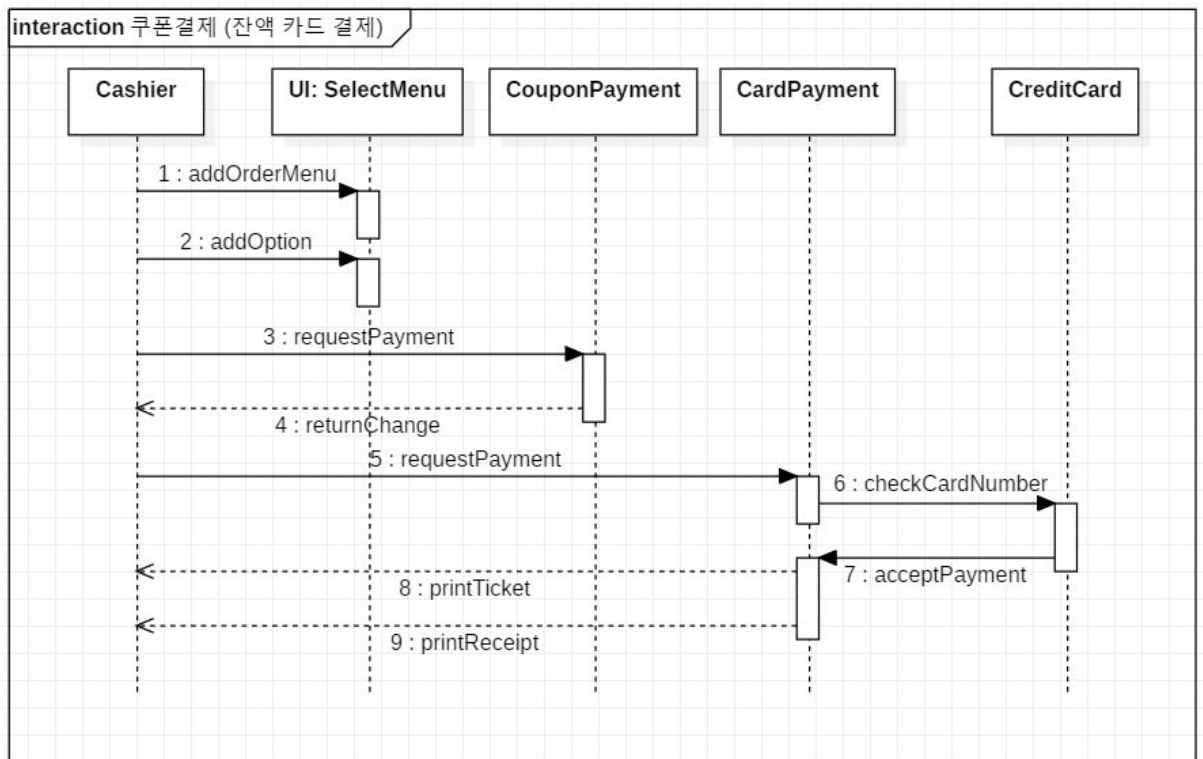 interaction 쿠폰결제 (잔액 카드 결제)
Cashier
UI: SelectMenu
CouponPayment
CardPayment
CreditCard
1 : addOrderMenu
2 : addOption
3 : requestPayment
4 : returnChange
5 : requestPayment
6 : checkCardNumber
7 : acceptPayment
8 : printTicket
9 : printReceipt